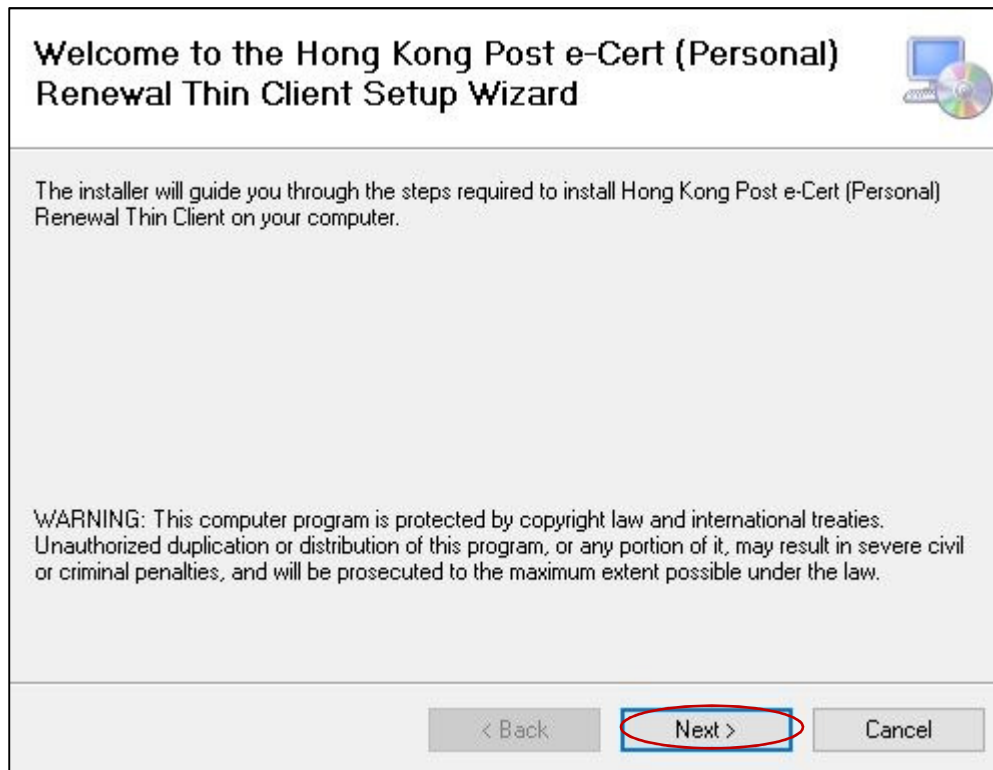 Welcome to the Hong Kong Post e-Cert (Personal)
Renewal Thin Client Setup Wizard
The installer will guide you through the steps required to install Hong Kong Post e-Cert (Personal)
Renewal Thin Client on your computer.
WARNING: This computer program is protected by copyright law and international treaties.
Unauthorized duplication or distribution of this program, or any portion of it, may result in severe civil
or criminal penalties, and will be prosecuted to the maximum extent possible under the law.
< Back Next > Cancel